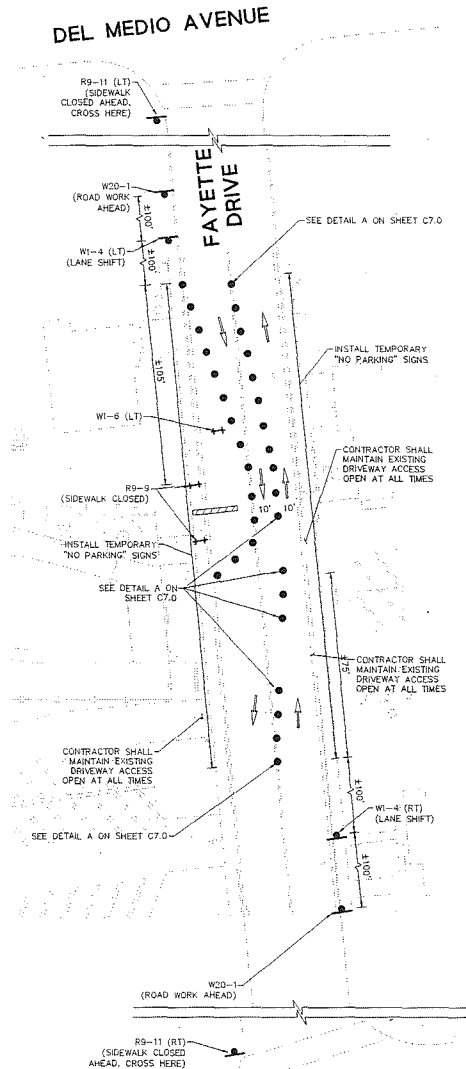 DEL MEDIO AVENUE
R9-11 (LT)
(SIDEWALK
CLOSED AHEAD,
CROSS HERE)
FAYETTE
DRIVE
W20-1
(ROAD WORK
AHEAD)
±100'
W1-4 (LT)
(LANE SHIFT)
±100'
SEE DETAIL A ON SHEET C7.0
±105'
INSTALL TEMPORARY
"NO PARKING" SIGNS
W1-6 (LT)
CONTRACTOR SHALL
MAINTAIN EXISTING
DRIVEWAY ACCESS
OPEN AT ALL TIMES
R9-9
(SIDEWALK CLOSED)
10'
10'
INSTALL TEMPORARY
"NO PARKING" SIGNS
SEE DETAIL A ON
SHEET C7.0
±75'
CONTRACTOR SHALL
MAINTAIN EXISTING
DRIVEWAY ACCESS
OPEN AT ALL TIMES
CONTRACTOR SHALL
MAINTAIN EXISTING
DRIVEWAY ACCESS
OPEN AT ALL TIMES
±100'
W1-4 (RT)
(LANE SHIFT)
SEE DETAIL A ON SHEET C7.0
±100'
W20-1
(ROAD WORK AHEAD)
R9-11 (RT)
(SIDEWALK CLOSED
AHEAD, CROSS HERE)